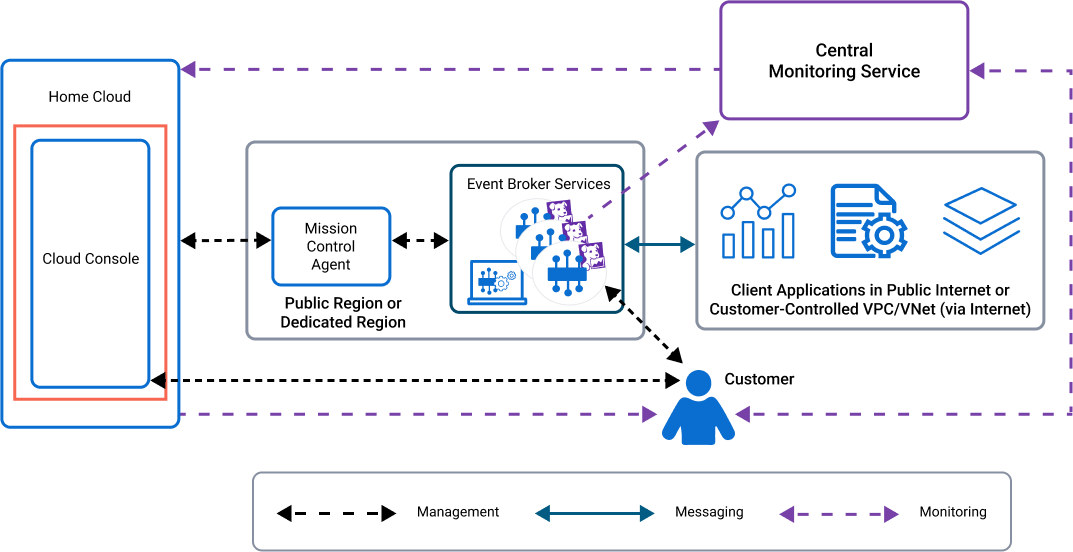 Central
Monitoring Service
Home Cloud
Cloud Console
Mission
Control
Agent
Public Region or
Dedicated Region
Event Broker Services
Client Applications in Public Internet or
Customer-Controlled VPC/VNet (via Internet)
Customer
Management
Messaging
Monitoring